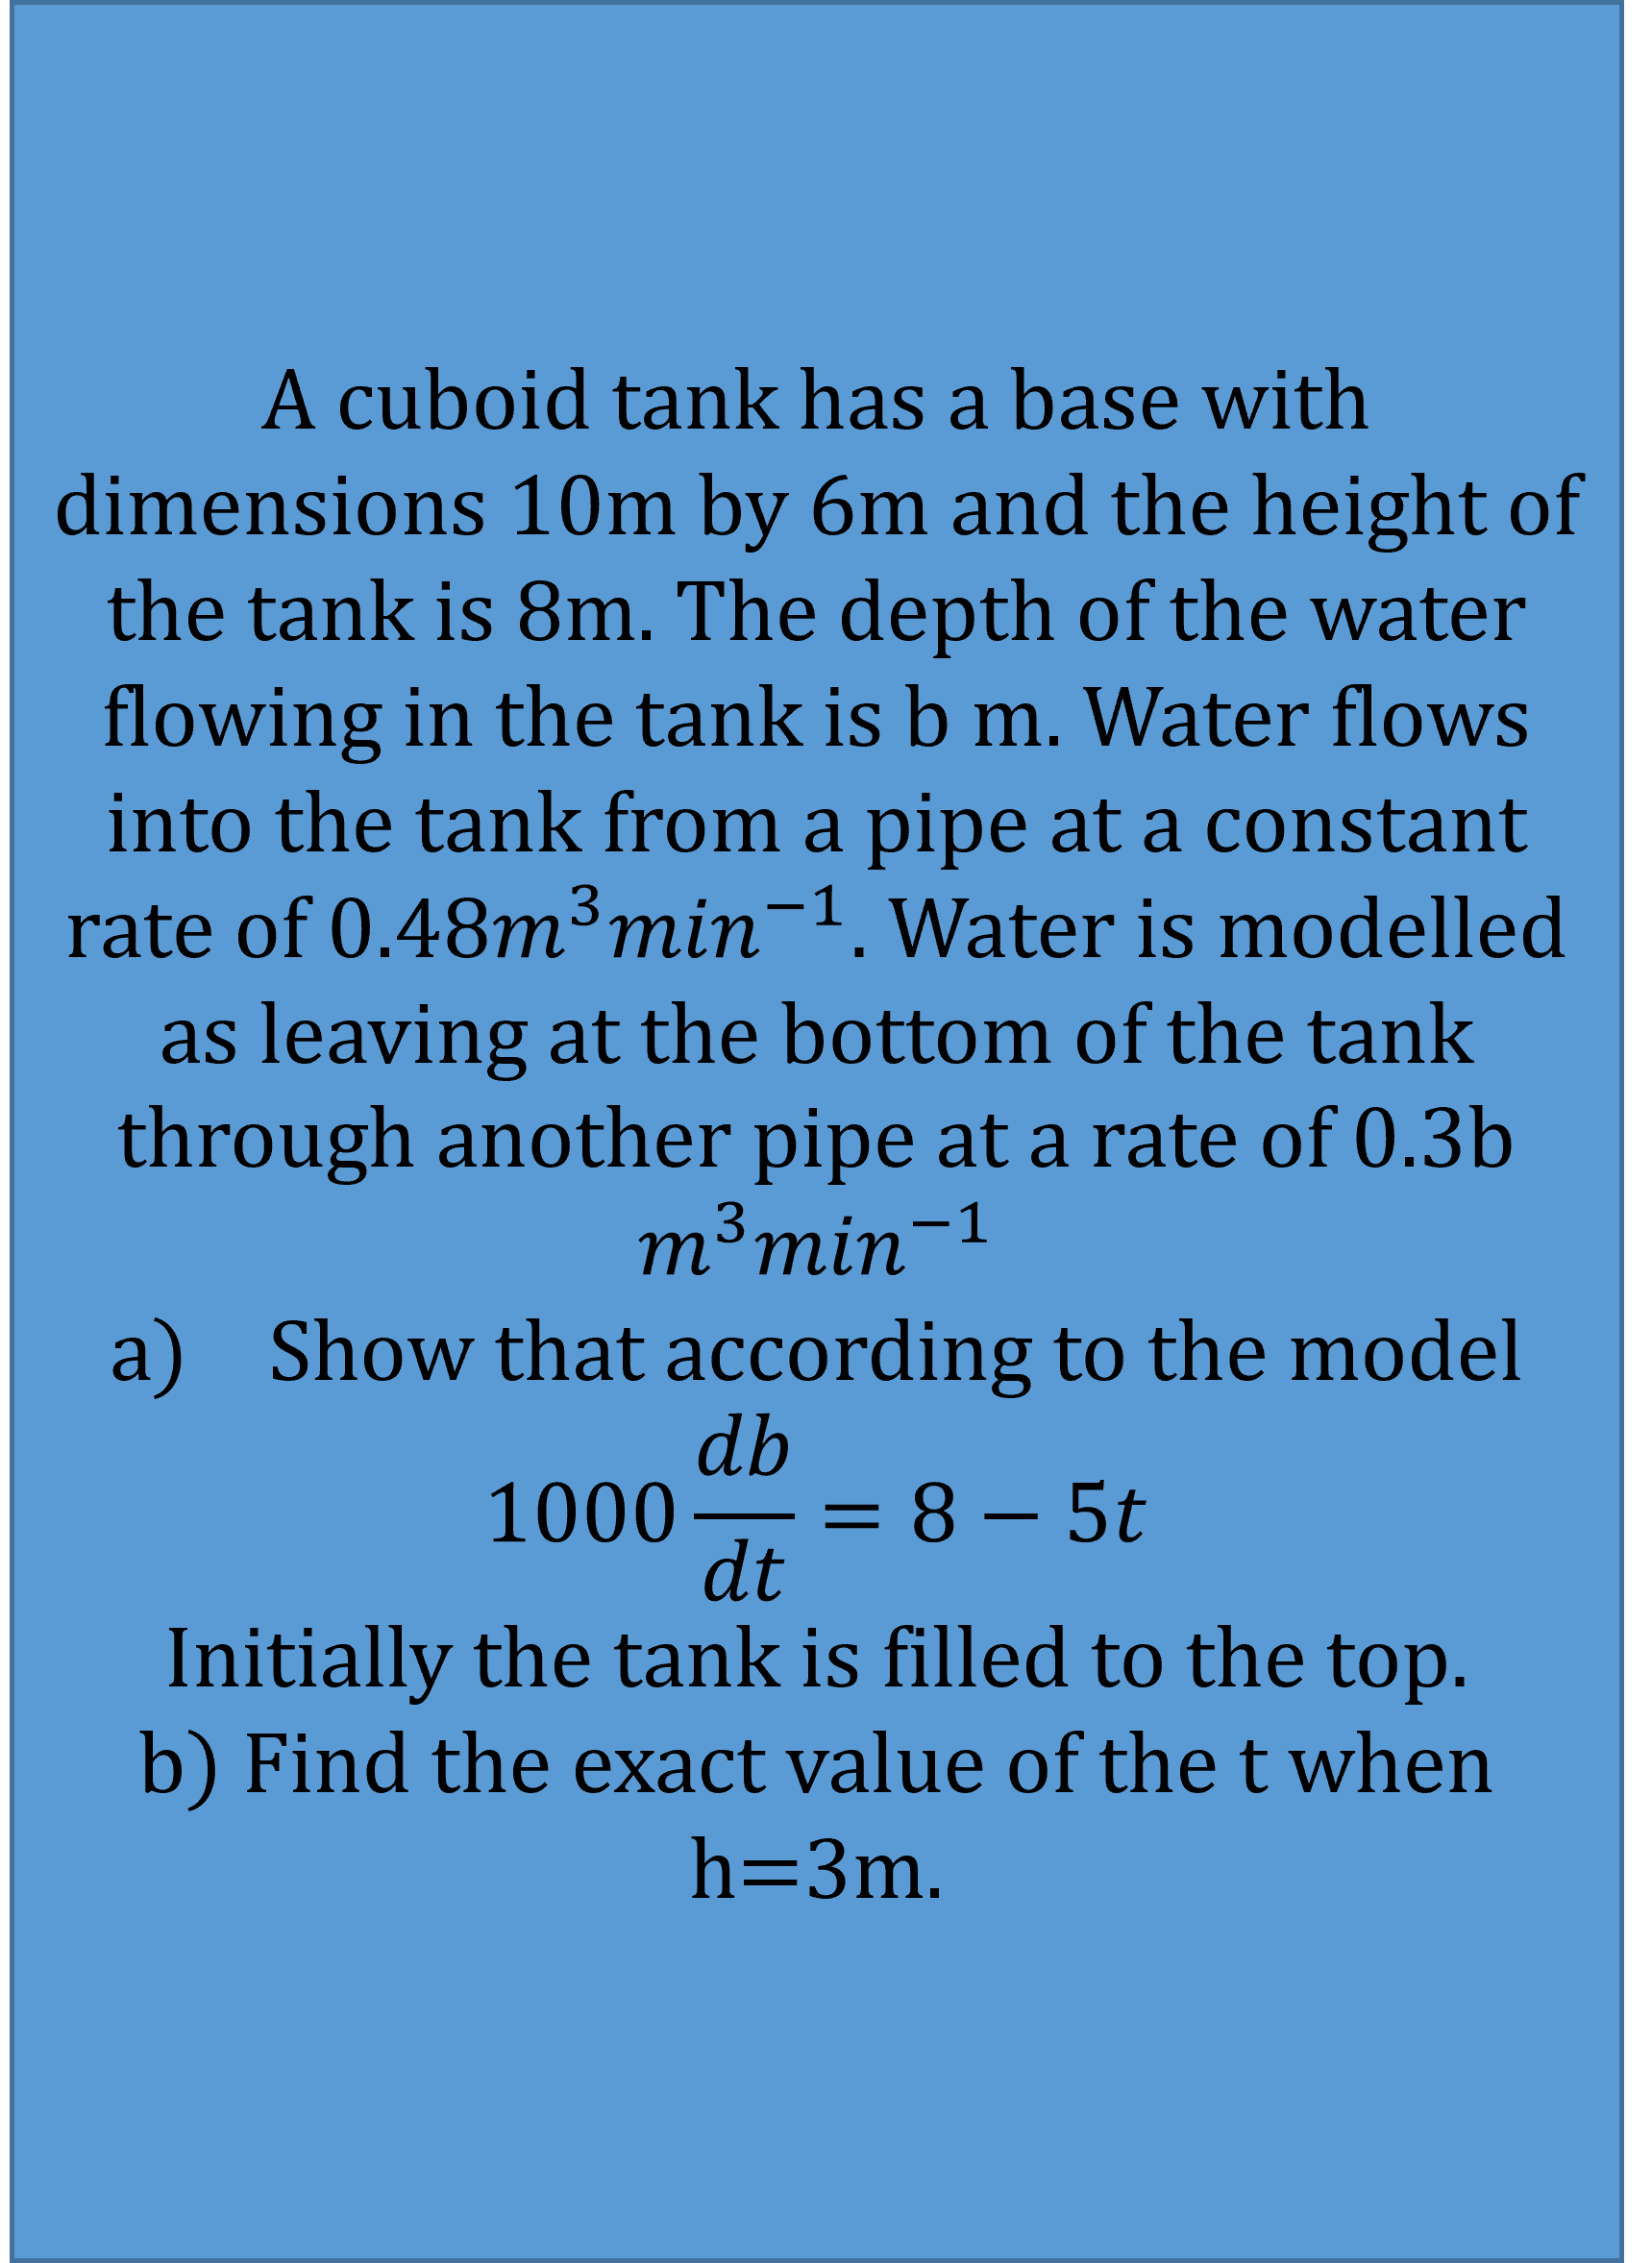 A cuboid tank has a base with
dimensions 10m by 6m and the height of
the tank is 8m. The depth of the water
flowing in the tank is b m. Water flows
into the tank from a pipe at a constant
rate of 0.48m³min⁻¹. Water is modelled
as leaving at the bottom of the tank
through another pipe at a rate of 0.3b
m³min⁻¹
a) Show that according to the model
1000 db/dt = 8 − 5t
Initially the tank is filled to the top.
b) Find the exact value of the t when
h=3m.